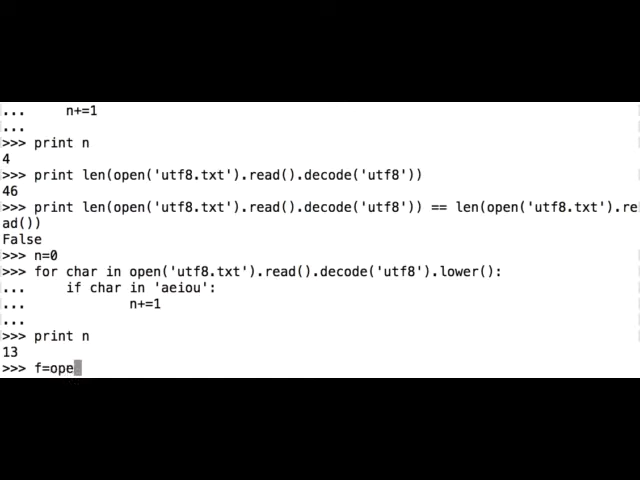 ...     n+=1
...
>>> print n
4
>>> print len(open('utf8.txt').read().decode('utf8'))
46
>>> print len(open('utf8.txt').read().decode('utf8')) == len(open('utf8.txt').re
ad())
False
>>> n=0
>>> for char in open('utf8.txt').read().decode('utf8').lower():
...     if char in 'aeiou':
...             n+=1
...
>>> print n
13
>>> f=ope